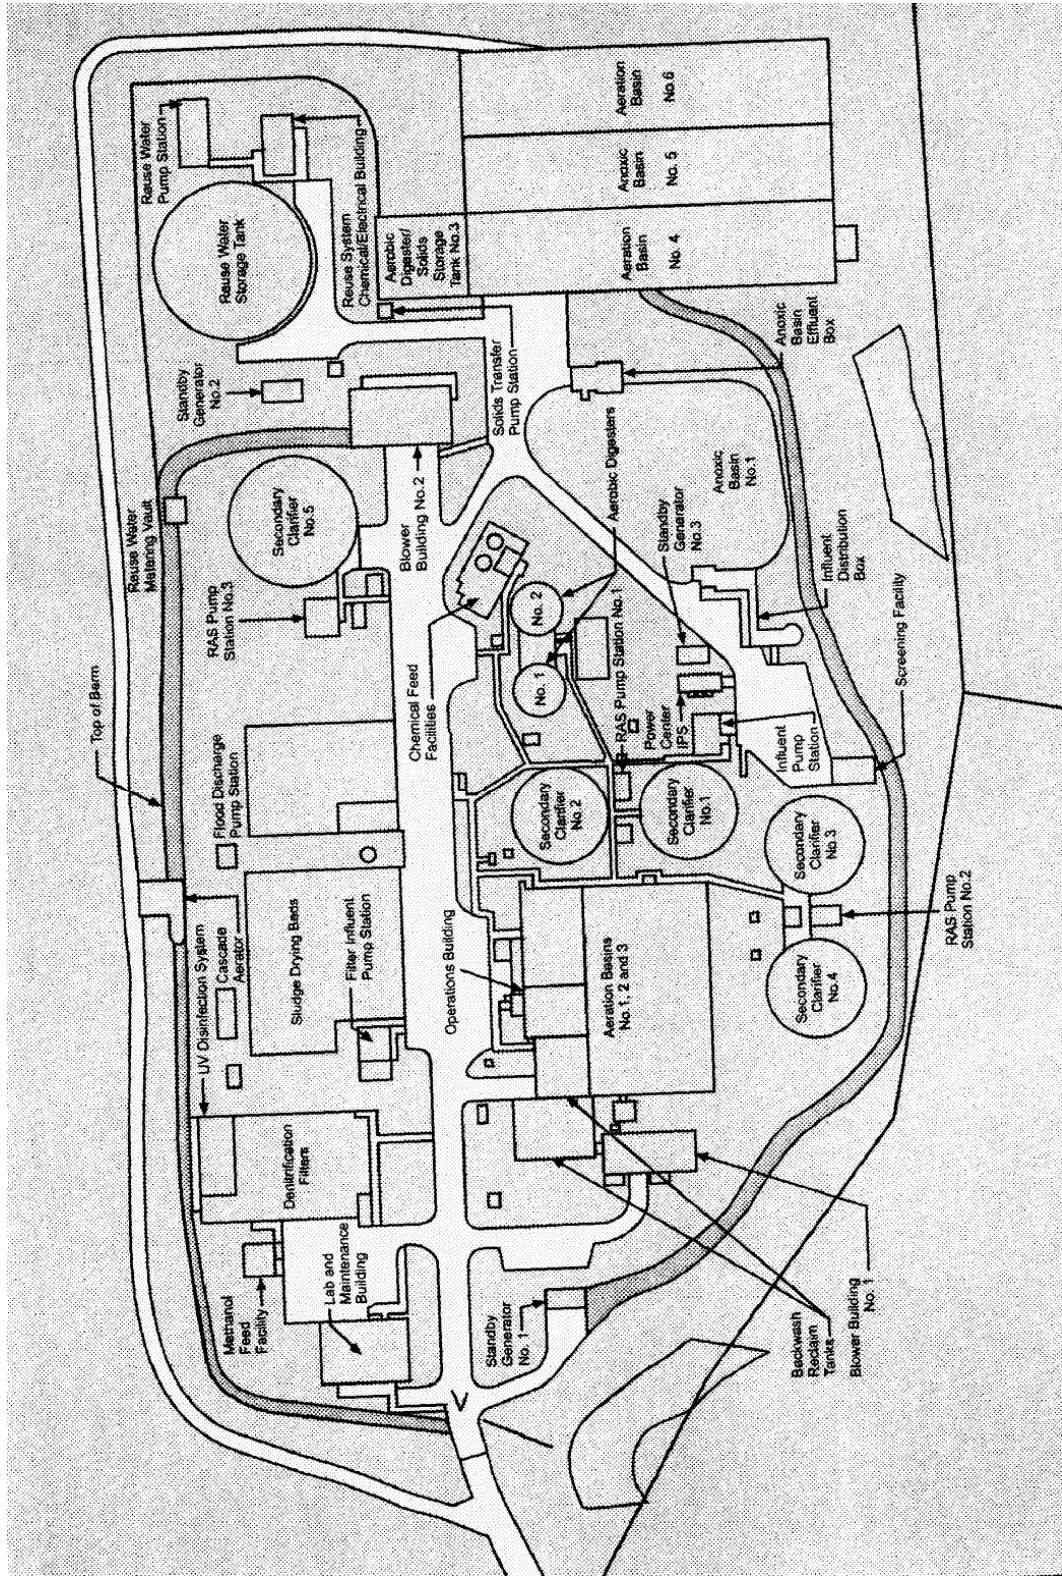 Reuse Water
Pump Station
Reuse Water
Storage Tank
Reuse System
Chemical/Electrical Building
Aerobic
Digester/
Solids
Storage
Tank No.3
Aeration
Basin
No.6
Anoxic
Basin
No. 5
Aeration
Basin
No. 4
Standby
Generator
No.2
Solids Transfer
Pump Station
Anoxic
Basin
Effluent
Box
Reuse Water
Metering Vault
Secondary
Clarifier
No.5
Blower
Building No.2
Aerobic Digesters
Anoxic
Basin
No.1
RAS Pump
Station No.3
Chemical Feed
Facilities
No. 2
No. 1
Standby
Generator
No.3
Influent
Distribution
Box
Top of Berm
RAS Pump Station No.1
Power
Center
IPS
Influent
Pump
Station
Screening Facility
Flood Discharge
Pump Station
Secondary
Clarifier
No.2
Secondary
Clarifier
No.1
Secondary
Clarifier
No.3
RAS Pump
Station No.2
Cascade
Aerator
UV Disinfection System
Sludge Drying Beds
Filter Influent
Pump Station
Operations Building
Aeration Basins
No.1, 2 and 3
Secondary
Clarifier
No.4
Denitrification
Filters
Methanol
Feed
Facility
Lab and
Maintenance
Building
Standby
Generator
No. 1
Backwash
Reclaim
Tanks
Blower Building
No. 1